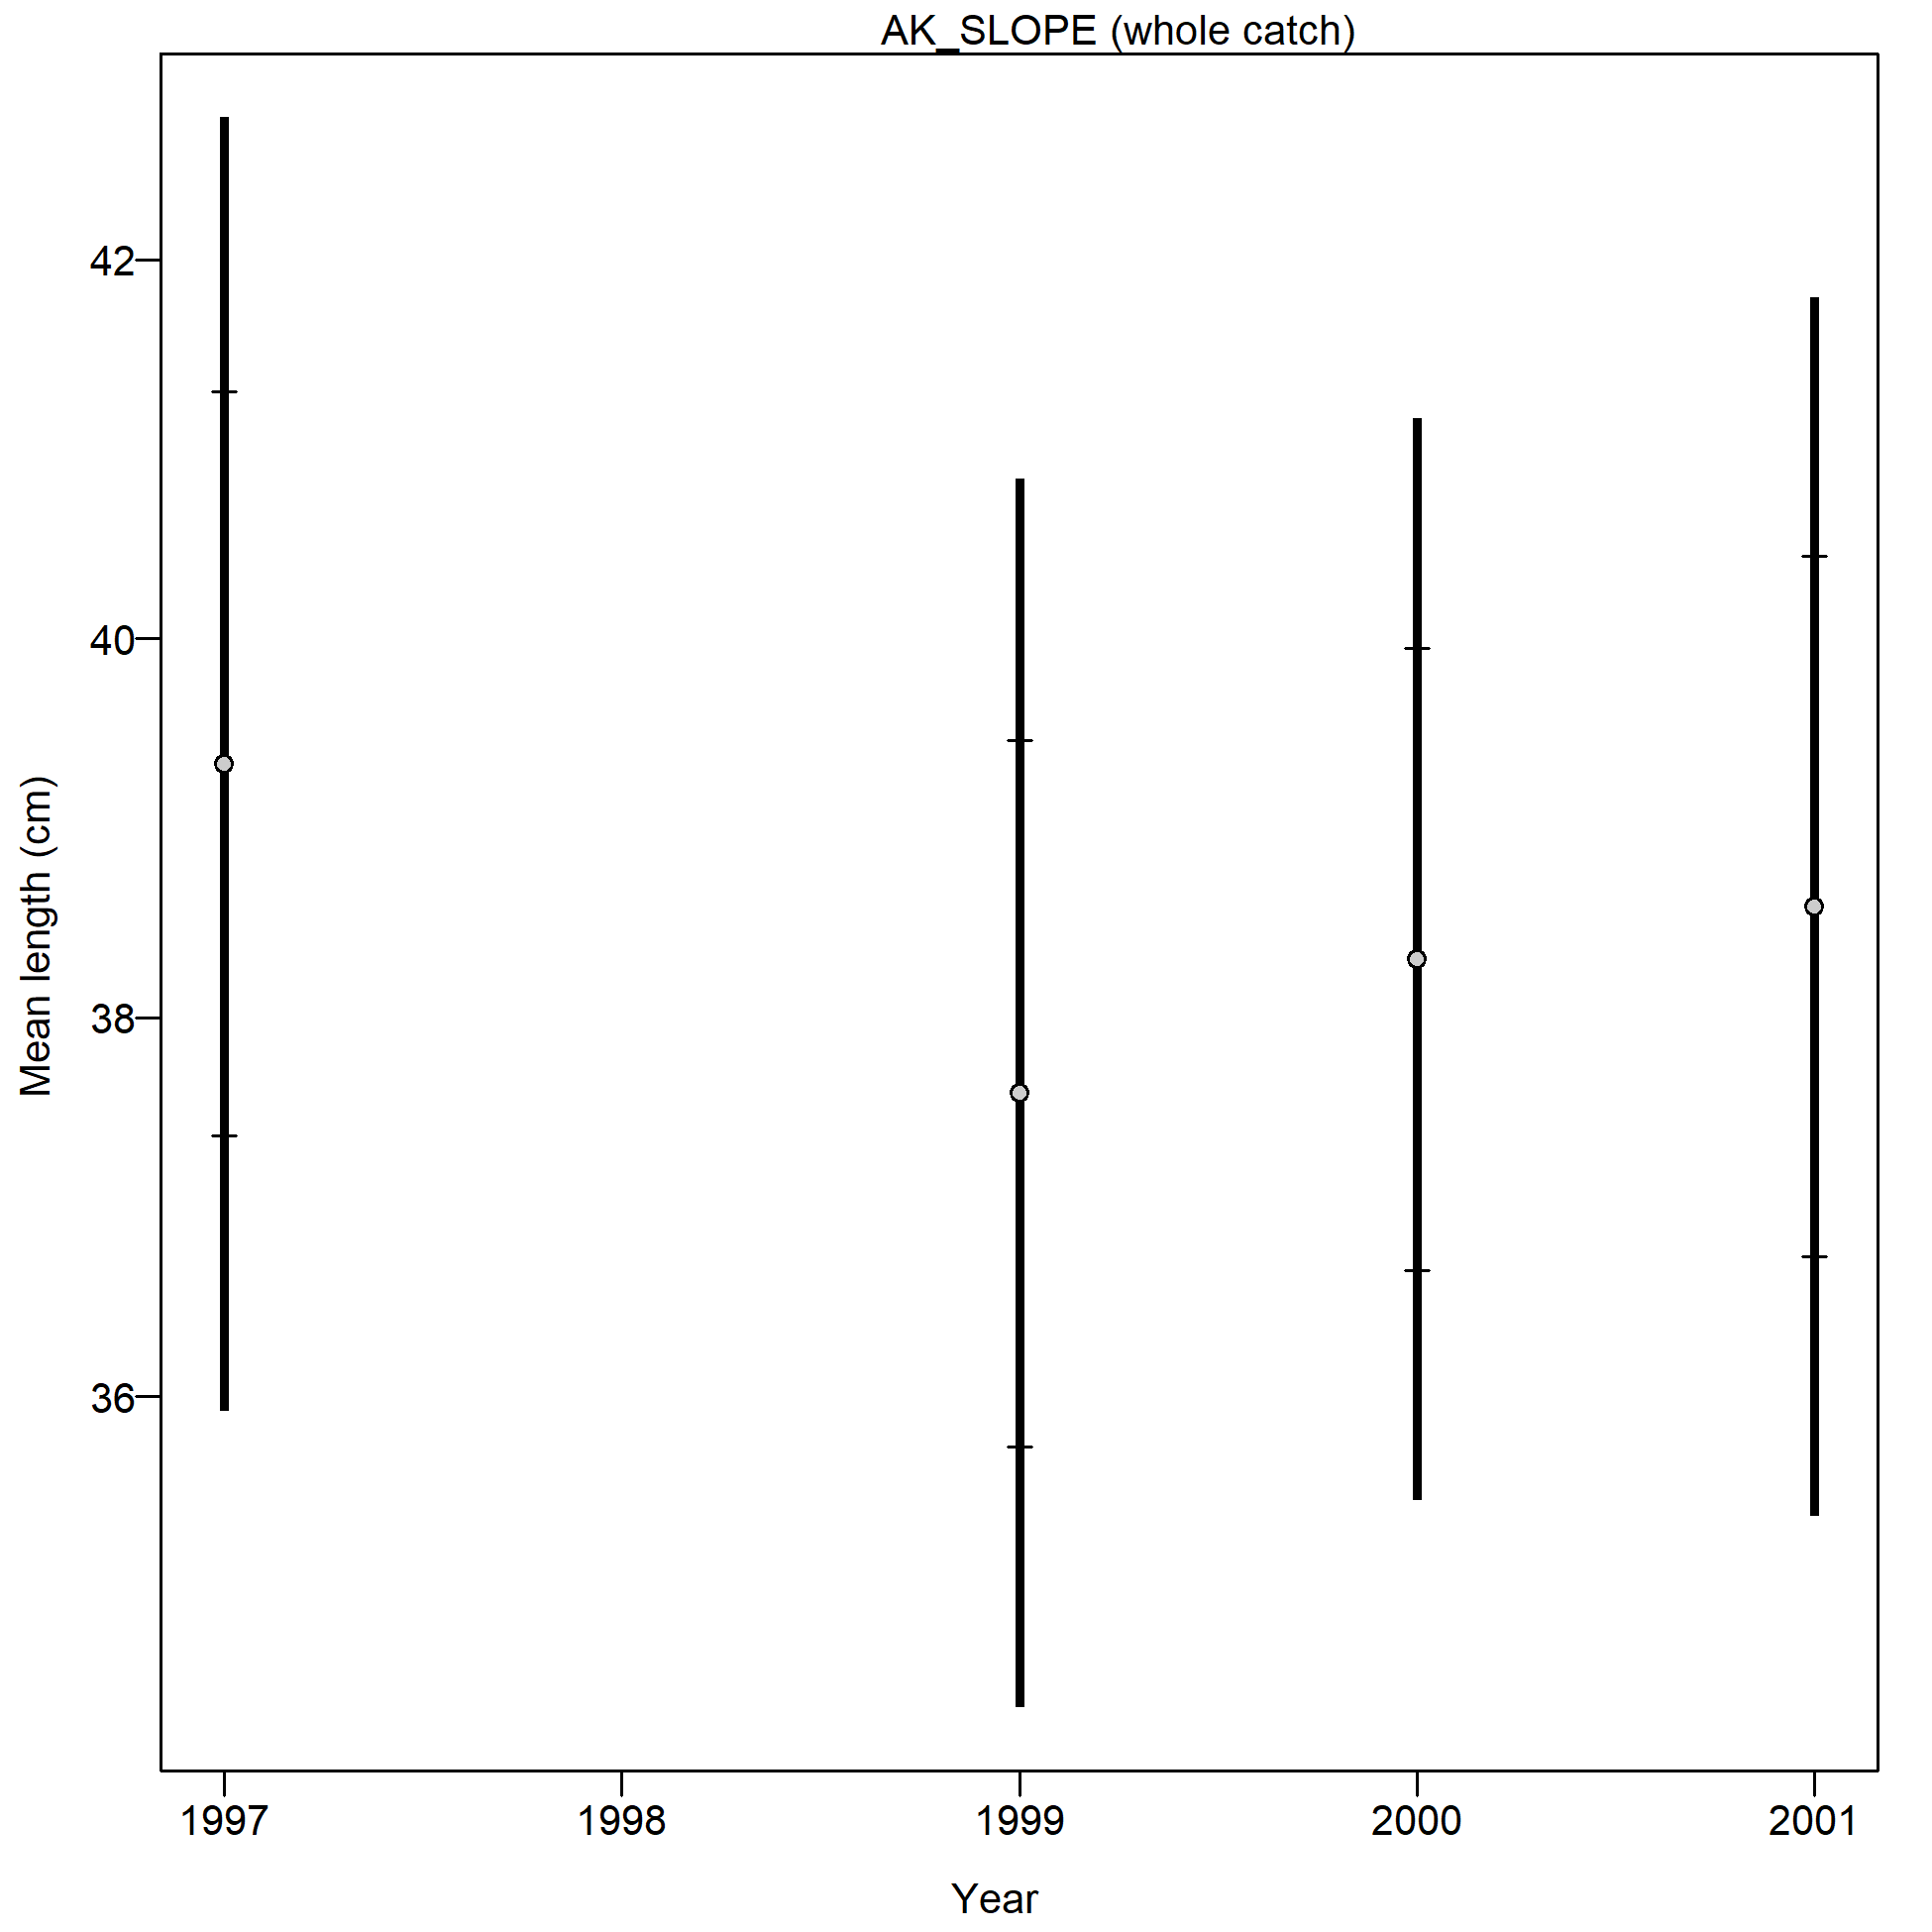 AK_SLOPE (whole catch)
42
40
38
36
Mean length (cm)
1997 1998 1999 2000 2001
Year